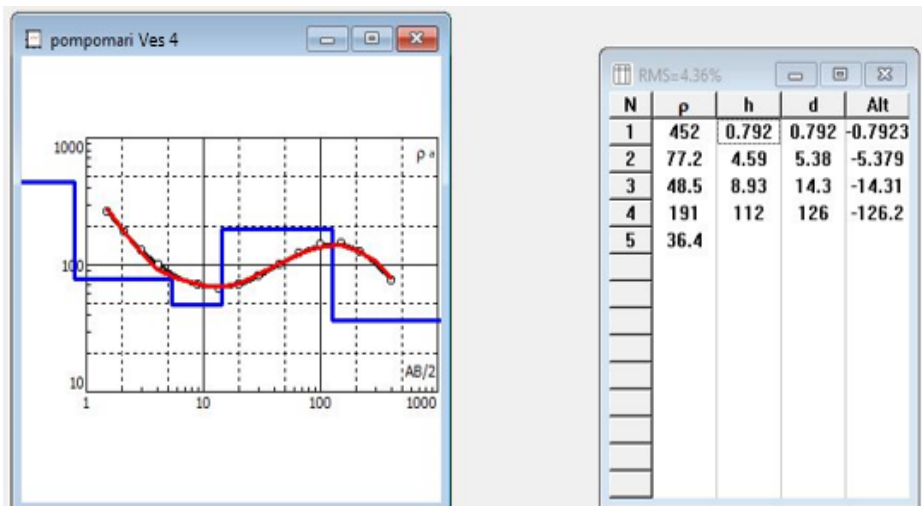 pompomari Ves 4
1000
ρ a
100
AB/2
10
1 10 100 1000
RMS=4.36%
N ρ h d Alt
1 452 0.792 0.792 -0.7923
2 77.2 4.59 5.38 -5.379
3 48.5 8.93 14.3 -14.31
4 191 112 126 -126.2
5 36.4